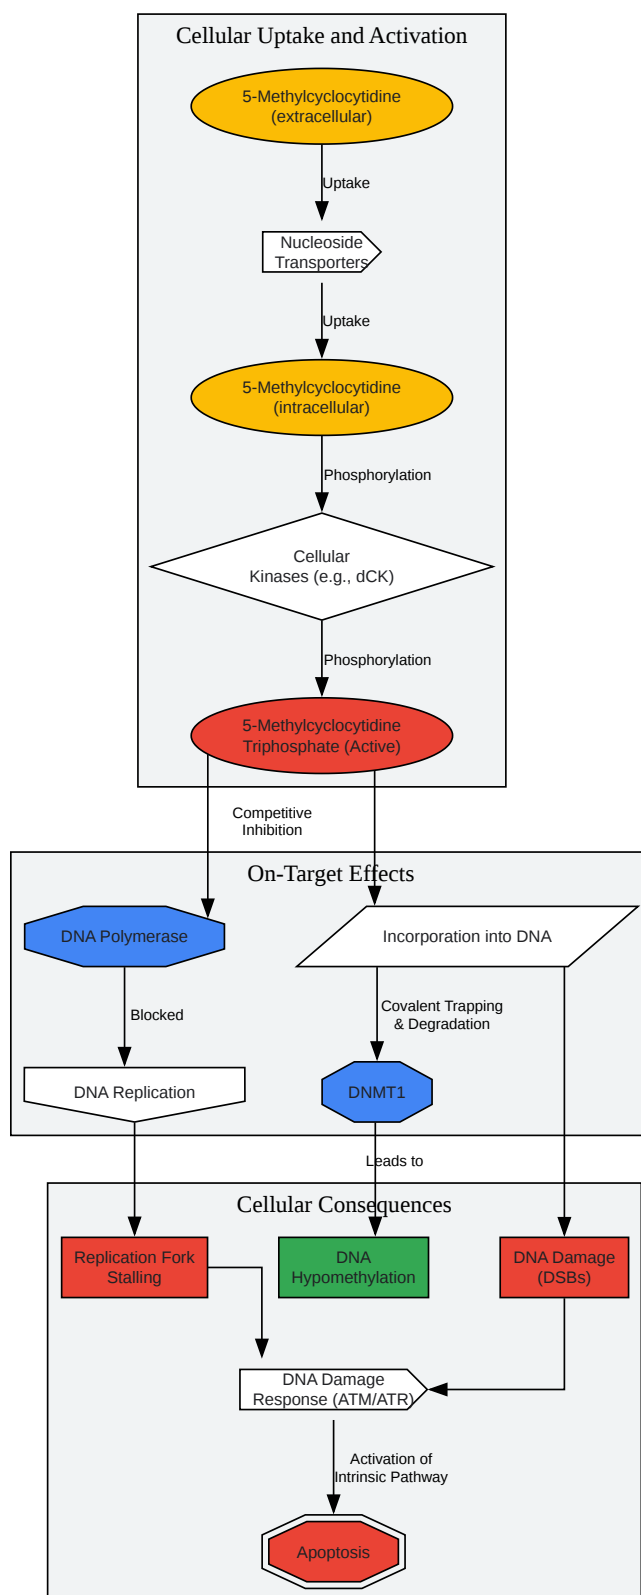 Cellular Uptake and Activation
5-Methylcyclocytidine
(extracellular)
Uptake
Nucleoside
Transporters
Uptake
5-Methylcyclocytidine
(intracellular)
Phosphorylation
Cellular
Kinases (e.g., dCK)
Phosphorylation
5-Methylcyclocytidine
Triphosphate (Active)
Competitive
Inhibition
On-Target Effects
DNA Polymerase
Incorporation into DNA
Blocked
Covalent Trapping
& Degradation
DNA Replication
DNMT1
Leads to
Cellular Consequences
Replication Fork
Stalling
DNA
Hypomethylation
DNA Damage
(DSBs)
DNA Damage
Response (ATM/ATR)
Activation of
Intrinsic Pathway
Apoptosis